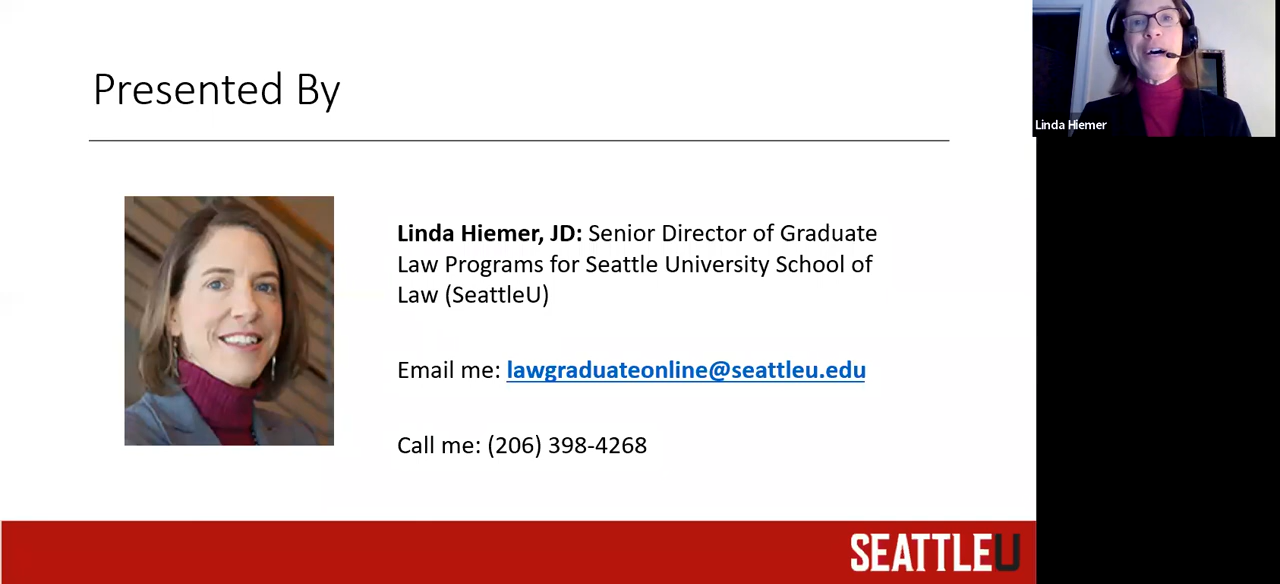 Presented By
Linda Hiemer
Linda Hiemer, JD: Senior Director of Graduate
Law Programs for Seattle University School of
Law (SeattleU)
Email me: lawgraduateonline@seattleu.edu
Call me: (206) 398-4268
SEATTLEU